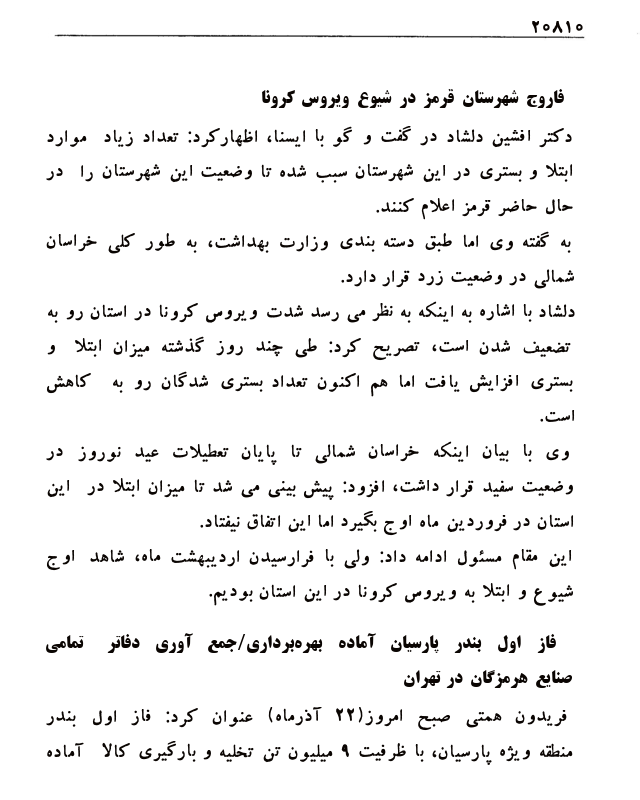 ۲۰۸۱۰
فاروج شهرستان قرمز در شیوع ویروس کرونا
دکتر افشین دلشاد در گفت و گو با ایسنا، اظهارکرد: تعداد زیاد موارد
ابتلا و بستری در این شهرستان سبب شده تا وضعیت این شهرستان را در
حال حاضر قرمز اعلام کنند.
به گفته وی اما طبق دسته بندی وزارت بهداشت، به طور کلی خراسان
شمالی در وضعیت زرد قرار دارد.
دلشاد با اشاره به اینکه به نظر می رسد شدت ویروس کرونا در استان رو به
تضعیف شدن است، تصریح کرد: طی چند روز گذشته میزان ابتلا و
بستری افزایش یافت اما هم اکنون تعداد بستری شدگان رو به کاهش
است.
وی با بیان اینکه خراسان شمالی تا پایان تعطیلات عید نوروز در
وضعیت سفید قرار داشت، افزود: پیش بینی می شد تا میزان ابتلا در این
استان در فروردین ماه اوج بگیرد اما این اتفاق نیفتاد.
این مقام مسئول ادامه داد: ولی با فرارسیدن اردیبهشت ماه، شاهد اوج
شیوع و ابتلا به ویروس کرونا در این استان بودیم.
فاز اول بندر پارسیان آماده بهره‌برداری/جمع آوری دفاتر تمامی
صنایع هرمزگان در تهران
فریدون همتی صبح امروز(۲۲ آذرماه) عنوان کرد: فاز اول بندر
منطقه ویژه پارسیان، با ظرفیت ۹ میلیون تن تخلیه و بارگیری کالا آماده